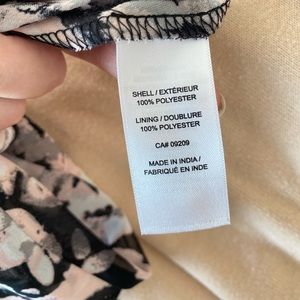 SHELL / EXTÉRIEUR
100% POLYESTER
LINING / DOUBLURE
100% POLYESTER
CA# 09209
MADE IN INDIA /
FABRIQUÉ EN INDE